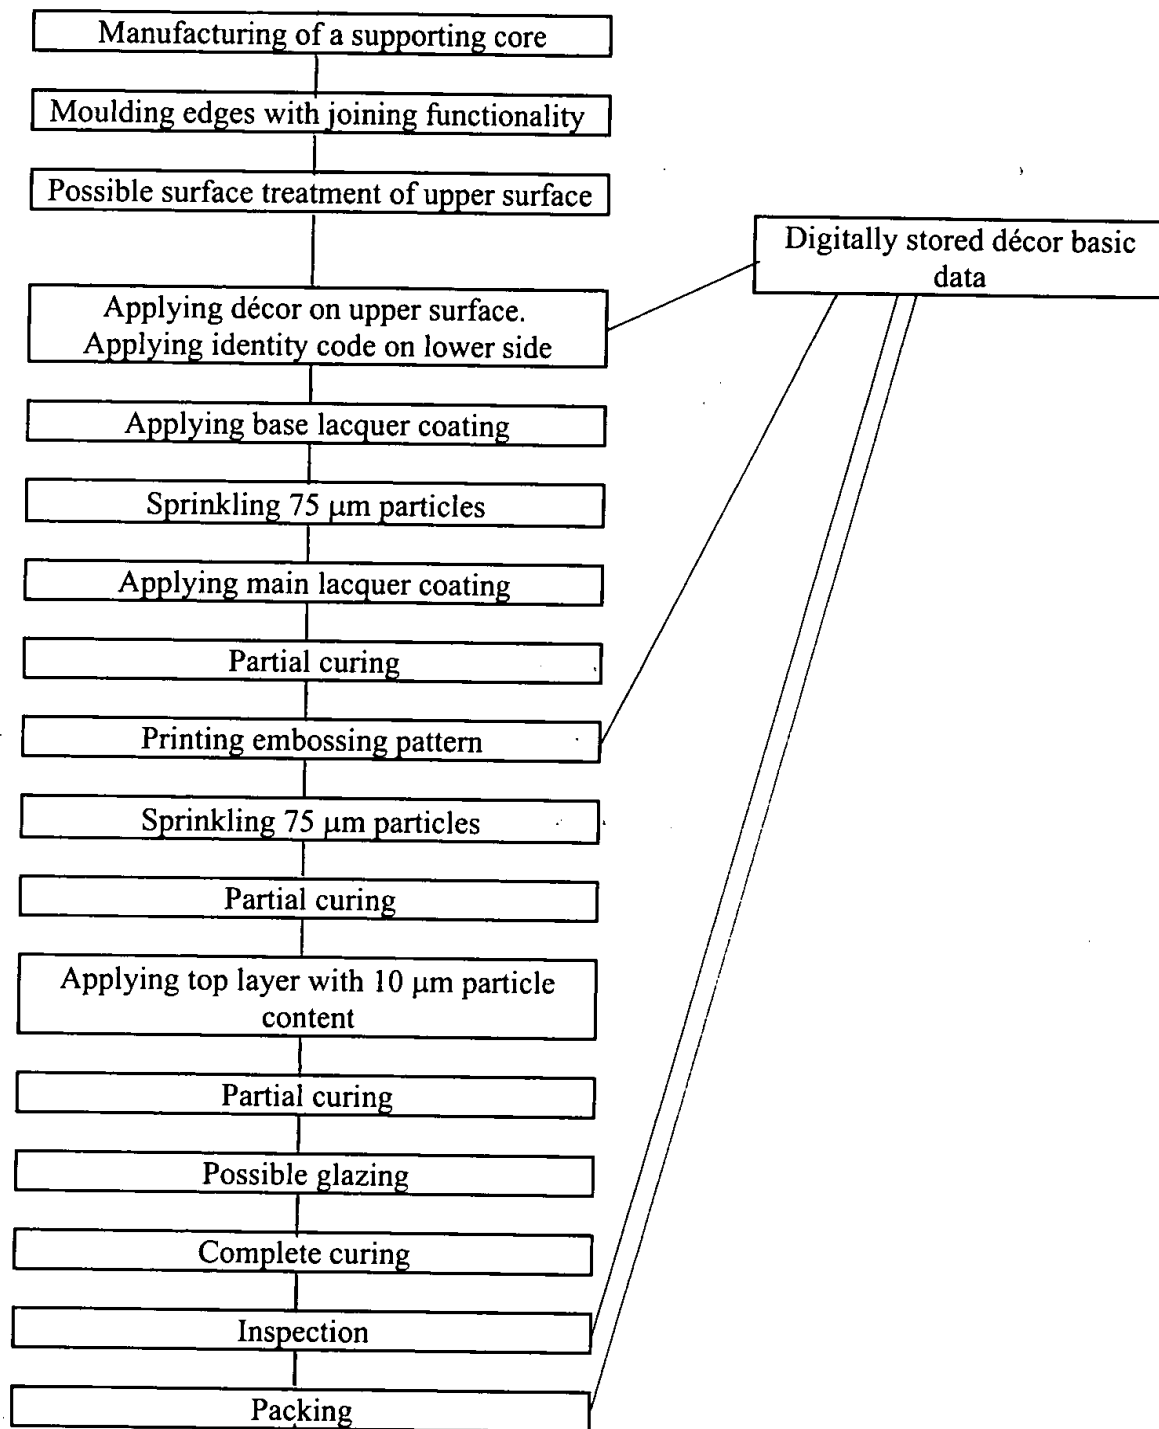 Manufacturing of a supporting core
Moulding edges with joining functionality
Possible surface treatment of upper surface
Digitally stored décor basic
data
Applying décor on upper surface.
Applying identity code on lower side
Applying base lacquer coating
Sprinkling 75 µm particles
Applying main lacquer coating
Partial curing
Printing embossing pattern
Sprinkling 75 µm particles
Partial curing
Applying top layer with 10 µm particle
content
Partial curing
Possible glazing
Complete curing
Inspection
Packing